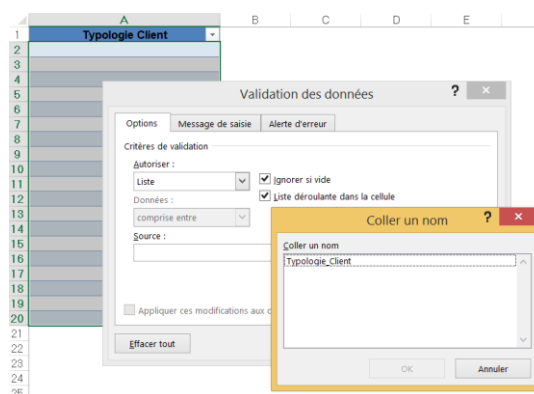 A B C D E
1 Typologie Client
2
3
4
5
6
7
8
9
10
11
12
13
14
15
16
17
18
19
20
21
22
23
24
25
Validation des données ? ×
Options Message de saisie Alerte d'erreur
Critères de validation
Autoriser :
Liste
Ignorer si vide
Liste déroulante dans la cellule
Données :
comprise entre
Source :
Appliquer ces modifications aux
Effacer tout
Coller un nom ? ×
Coller un nom
Typologie_Client
OK Annuler